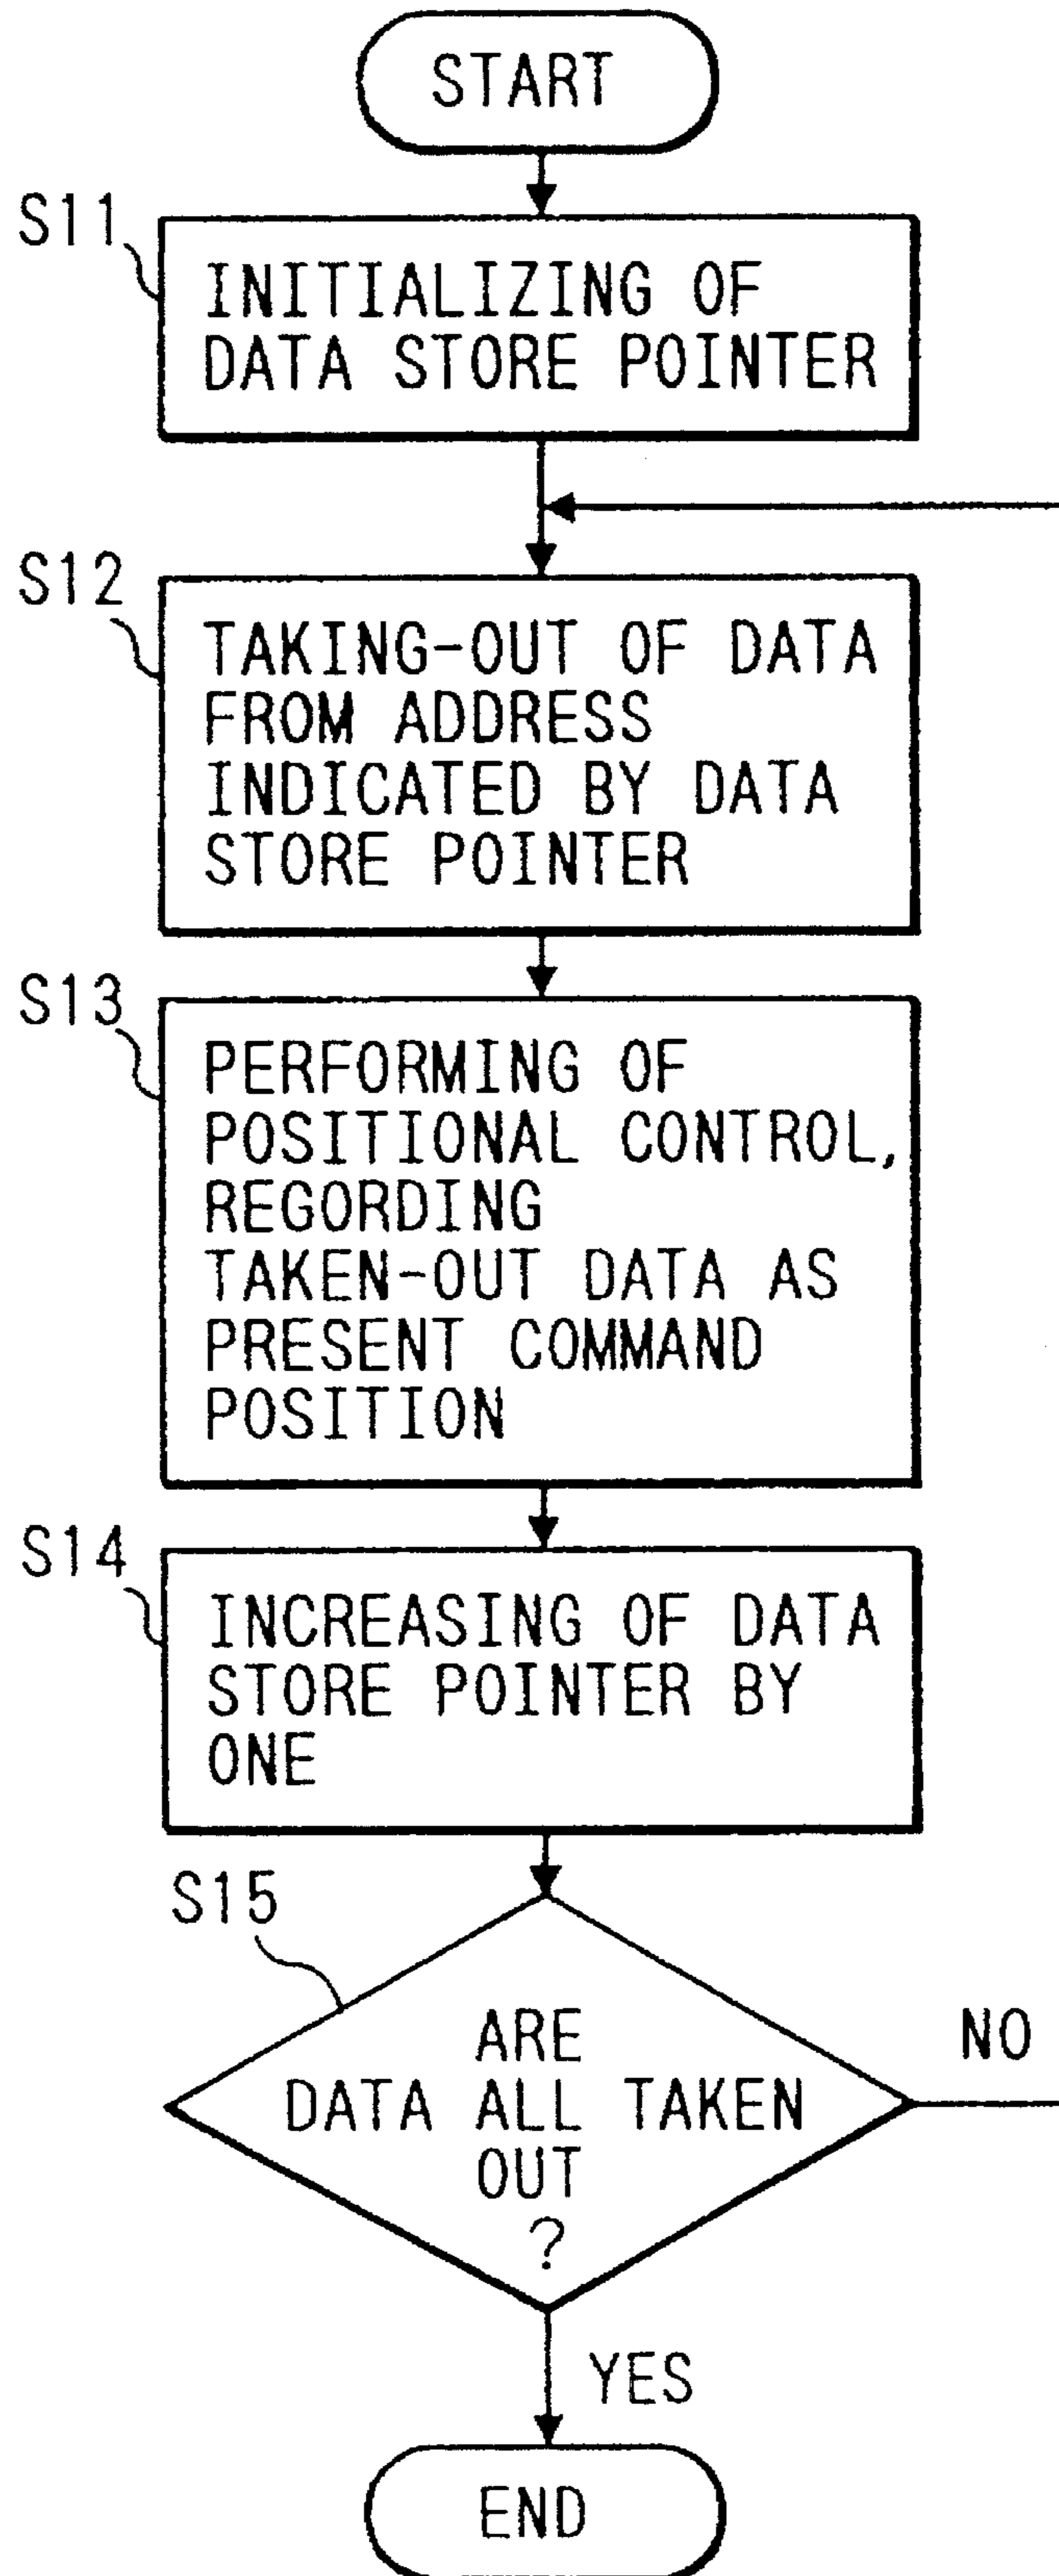 START
S11
INITIALIZING OF
DATA STORE POINTER
S12
TAKING-OUT OF DATA
FROM ADDRESS
INDICATED BY DATA
STORE POINTER
S13
PERFORMING OF
POSITIONAL CONTROL,
REGORDING
TAKEN-OUT DATA AS
PRESENT COMMAND
POSITION
S14
INCREASING OF DATA
STORE POINTER BY
ONE
S15
ARE
DATA ALL TAKEN
OUT
?
NO
YES
END